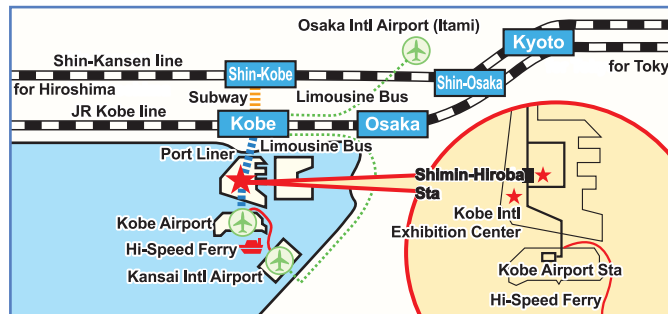 Osaka Intl Airport (Itami)
Kyoto
Shin-Kansen line
Shin-Kobe
Shin-Osaka
for Toky
for Hiroshima
Subway
Limousine Bus
JR Kobe line
Kobe
Osaka
Limousine Bus
Port Liner
Shimin-Hiroba
Sta
Kobe Intl
Exhibition Center
Kobe Airport
Hi-Speed Ferry
Kansai Intl Airport
Kobe Airport Sta
Hi-Speed Ferry